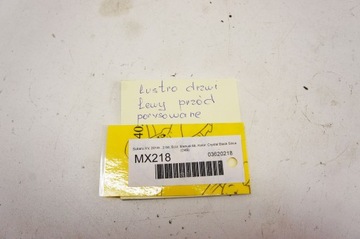 lustro drzwi
lewy przód
porysowane
40
MX218
03020218